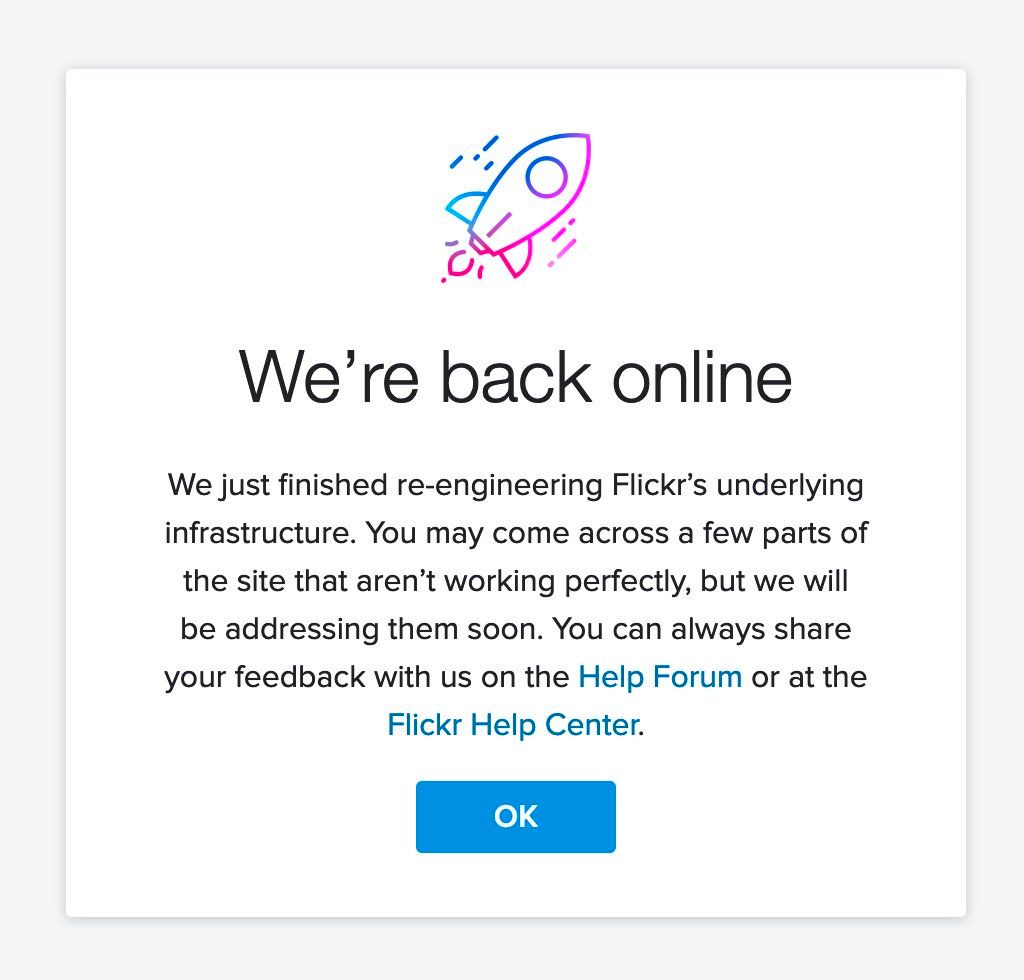 We’re back online
We just finished re-engineering Flickr’s underlying
infrastructure. You may come across a few parts of
the site that aren’t working perfectly, but we will
be addressing them soon. You can always share
your feedback with us on the Help Forum or at the
Flickr Help Center.
OK